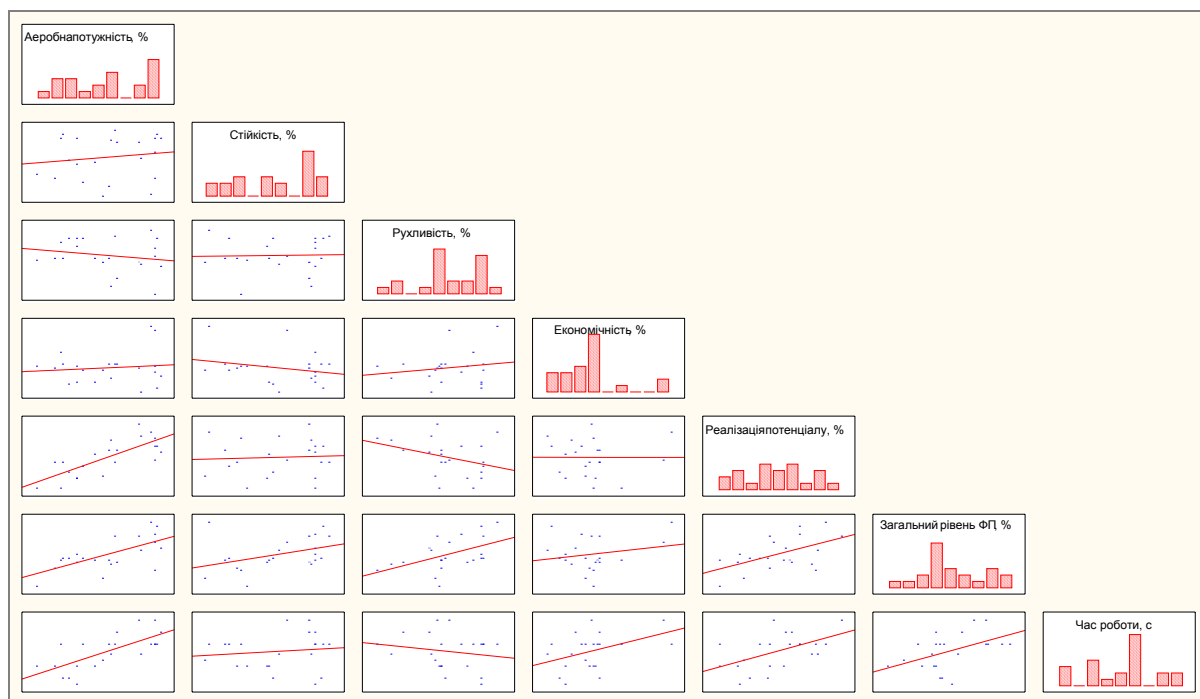 Аеробнапотужність, %
Стійкість, %
Рухливість, %
Економічність, %
Реалізаціяпотенціалу, %
Загальний рівень ФП, %
Час роботи, с